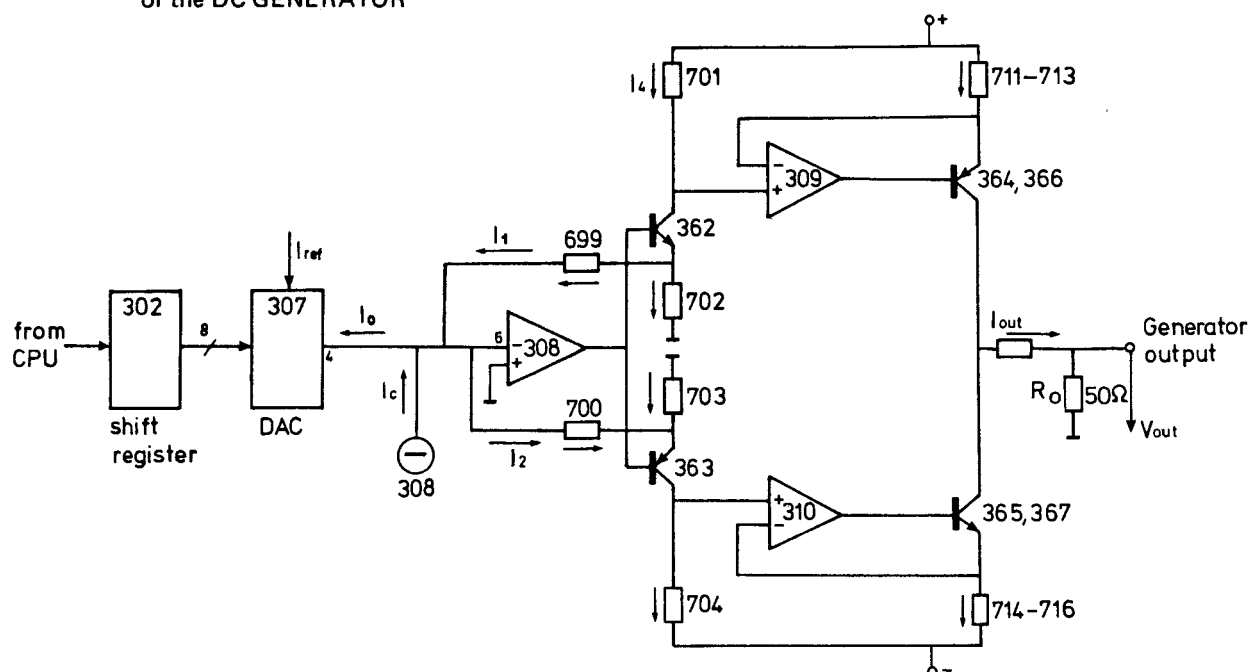 of the DC GENERATOR
+
I4
701
711-713
-
309
+
364, 366
362
I1
699
Iref
302
307
702
from
CPU
8
Io
4
6
-
308
+
Iout
Generator
output
Ro
50Ω
Vout
Ic
703
700
shift
register
DAC
I2
-
308
363
+
310
-
365, 367
704
714-716
-